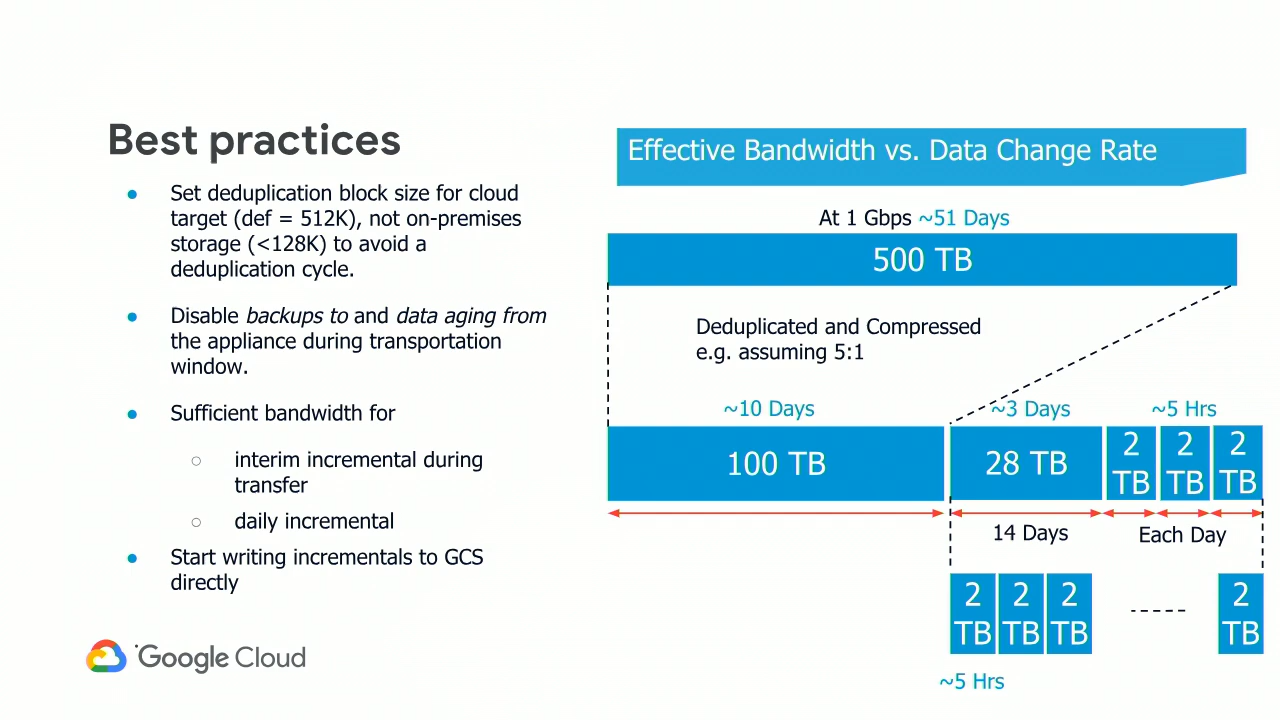 Best practices
Set deduplication block size for cloud
target (def = 512K), not on-premises
storage (<128K) to avoid a
deduplication cycle.
Disable backups to and data aging from
the appliance during transportation
window.
Sufficient bandwidth for
interim incremental during
transfer
daily incremental
Start writing incrementals to GCS
directly
Google Cloud
Effective Bandwidth vs. Data Change Rate
At 1 Gbps ~51 Days
500 TB
Deduplicated and Compressed
e.g. assuming 5:1
~10 Days
~3 Days
~5 Hrs
100 TB
28 TB
2
TB
2
TB
2
TB
14 Days
Each Day
2
TB
2
TB
2
TB
2
TB
~5 Hrs